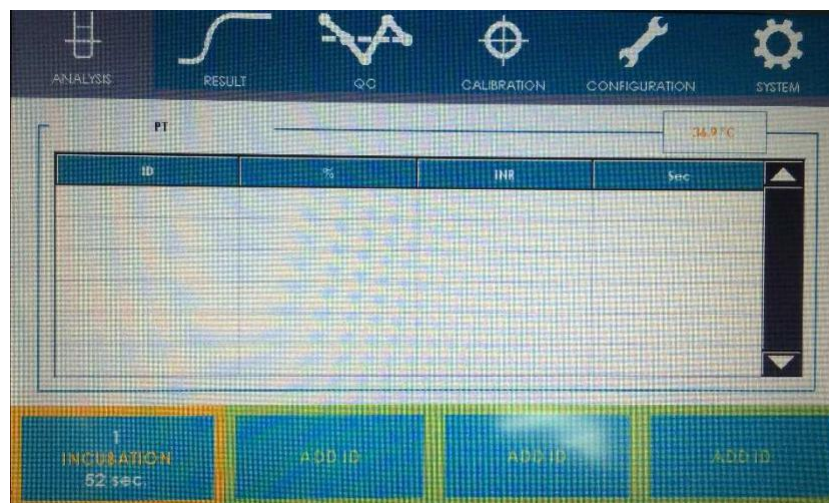 ANALYSIS RESULT QC CALIBRATION CONFIGURATION SYSTEM
PT 36.9 °C
ID % INR Sec
1
INCUBATION
52 sec.
ADD ID ADD ID ADD ID